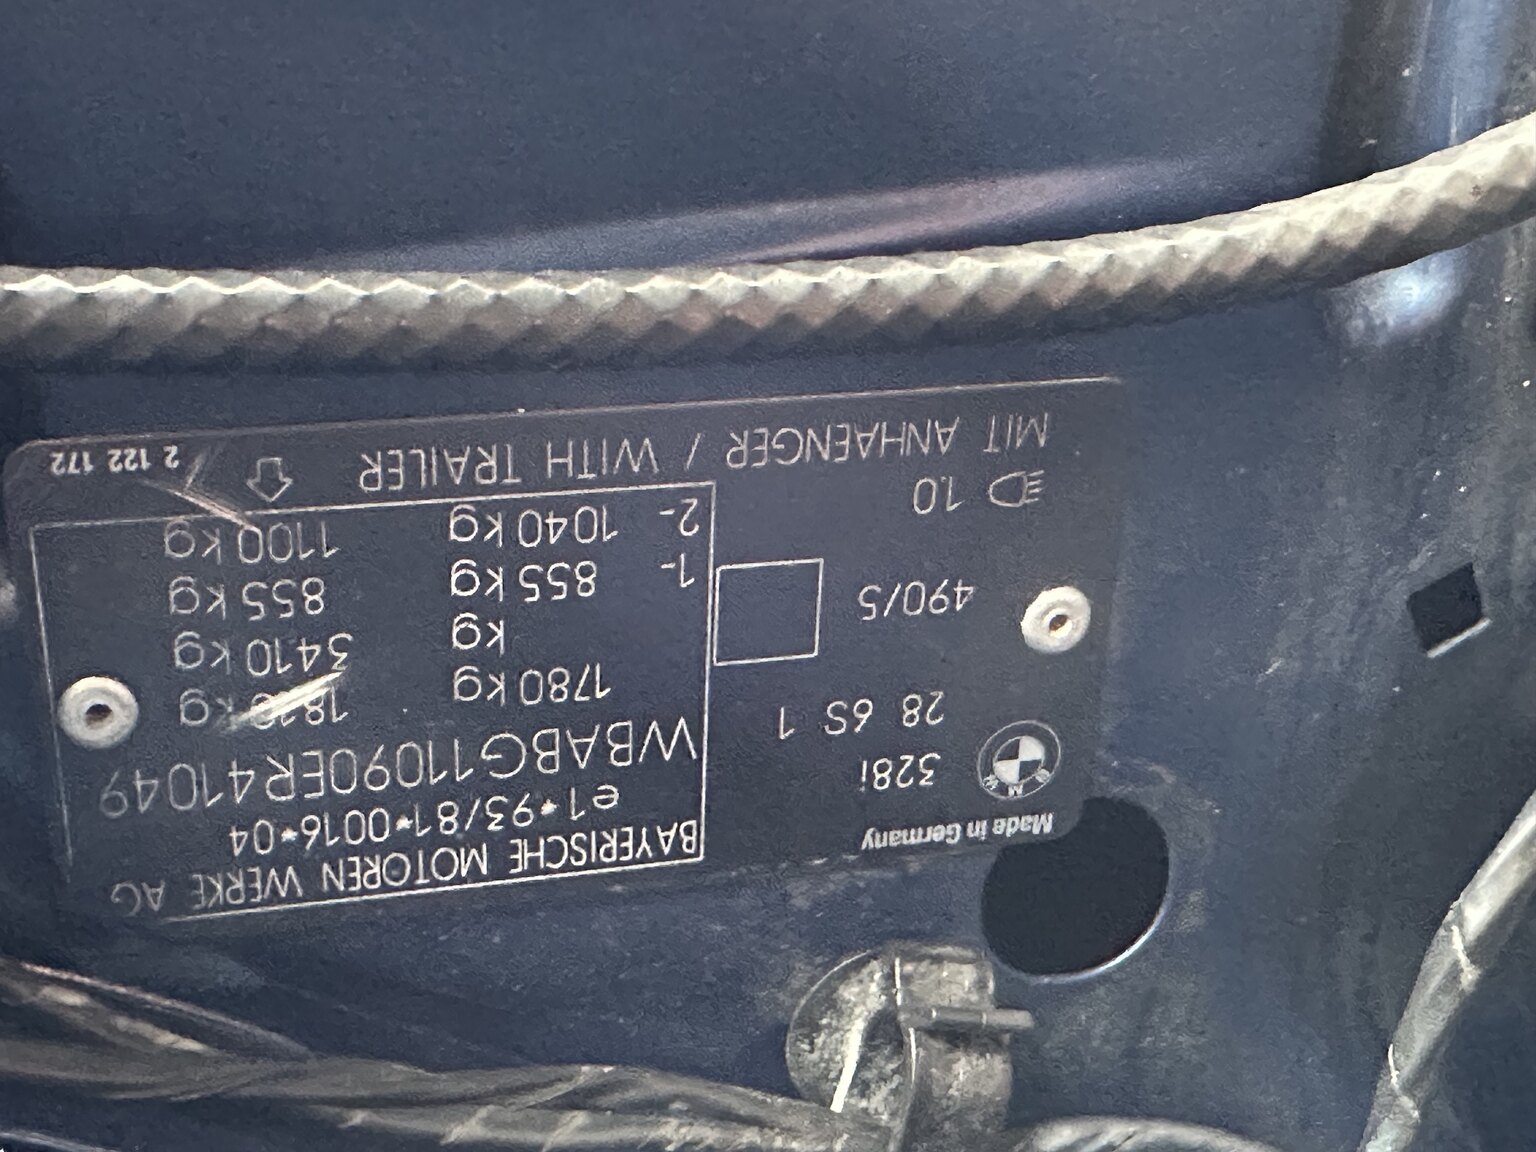 Made in Germany
328i
28 6S 1
490/5
1.0
BAYERISCHE MOTOREN WERKE AG
e1*93/81*0016*04
WBABG11090ER41049
1780 kg kg
kg 3410 kg
1- 855 kg 855 kg
2- 1040 kg 1100 kg
MIT ANHAENGER / WITH TRAILER 2 122 172